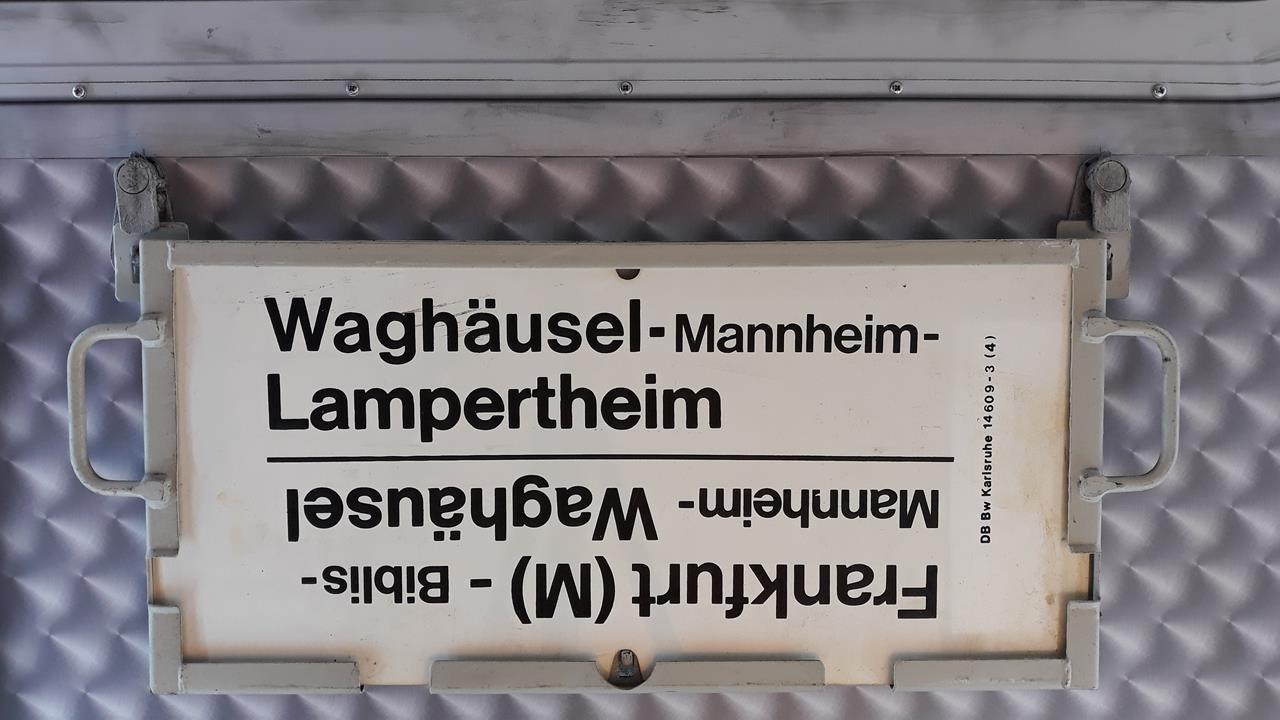 Waghäusel-Mannheim-
Lampertheim
Frankfurt (M) - Biblis-
Mannheim- Waghäusel
DB Bw Karlsruhe 14609-3 (4)